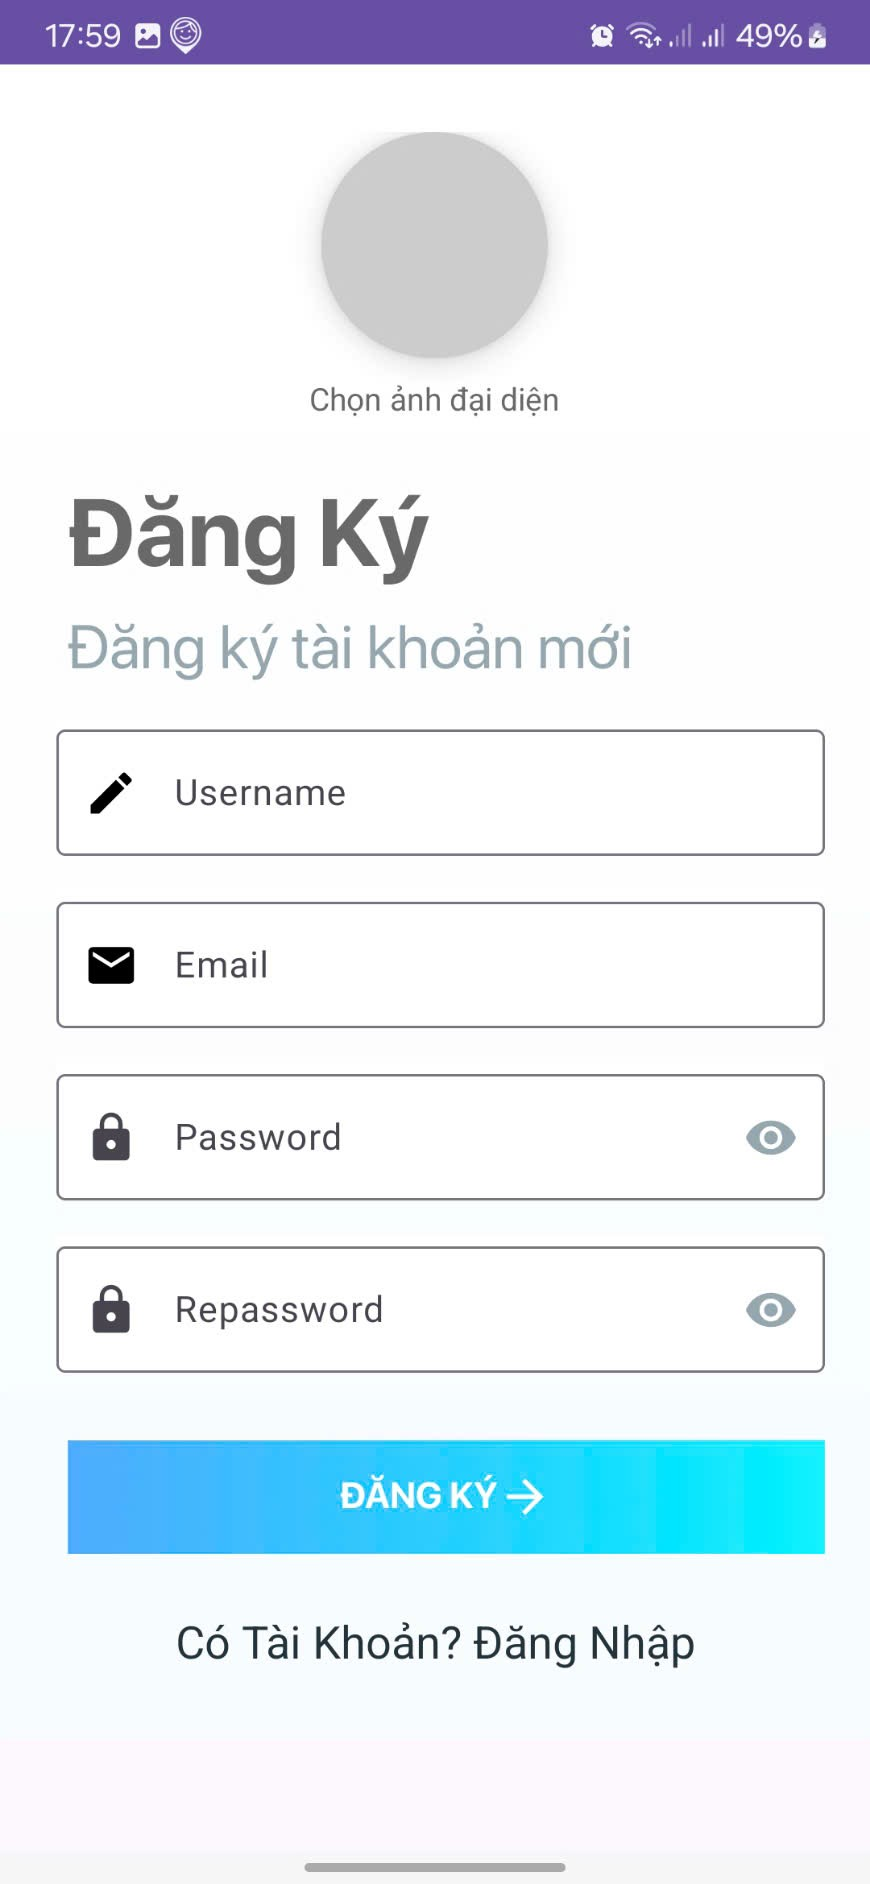 17:59
49%
Chọn ảnh đại diện
Đăng Ký
Đăng ký tài khoản mới
Username
Email
Password
Repassword
ĐĂNG KÝ
Có Tài Khoản? Đăng Nhập